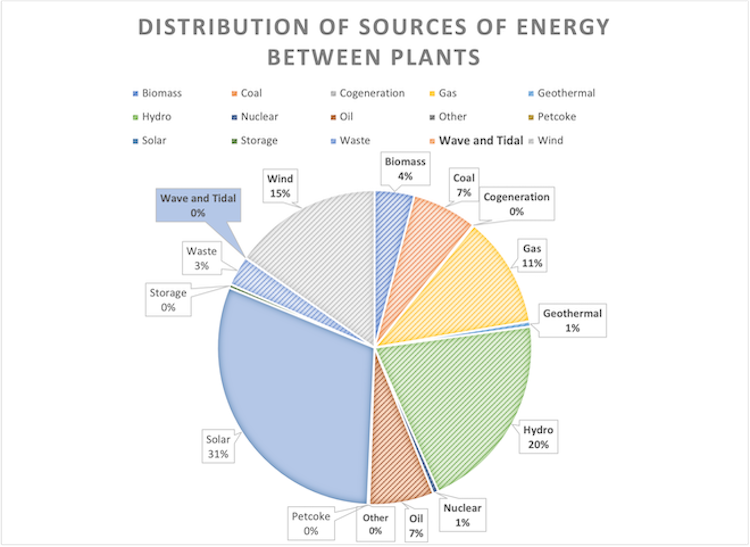 DISTRIBUTION OF SOURCES OF ENERGY
BETWEEN PLANTS
Biomass Coal Cogeneration Gas Geothermal
Hydro Nuclear Oil Other Petcoke
Solar Storage Waste Wave and Tidal Wind
Biomass
4%
Coal
7%
Cogeneration
0%
Gas
11%
Geothermal
1%
Hydro
20%
Nuclear
1%
Oil
7%
Other
0%
Petcoke
0%
Solar
31%
Storage
0%
Waste
3%
Wave and Tidal
0%
Wind
15%